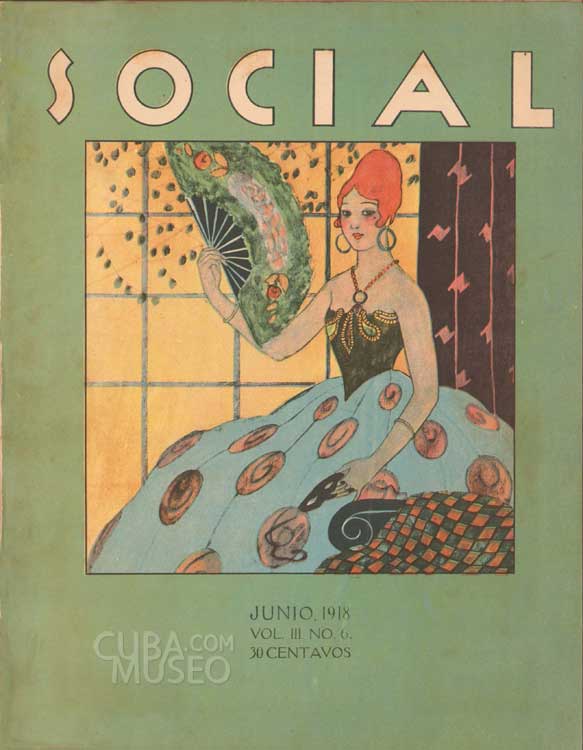 SOCIAL
JUNIO, 1918
VOL. III. NO. 6.
30 CENTAVOS
CUBA.COM
MUSEO